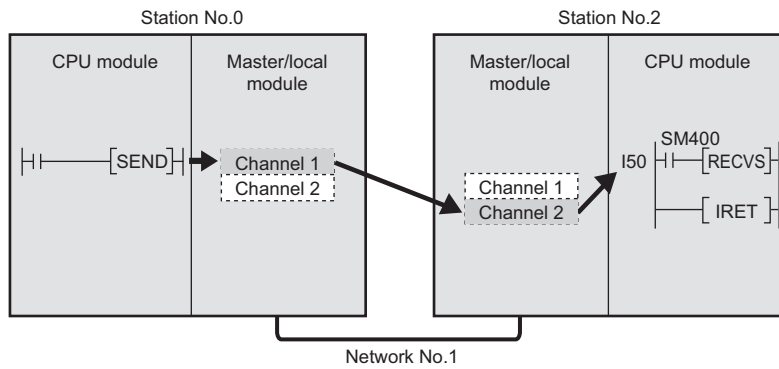 Station No.0
Station No.2
CPU module
Master/local
module
Master/local
module
CPU module
SEND
Channel 1
Channel 2
Channel 1
Channel 2
SM400
I50
RECVS
IRET
Network No.1